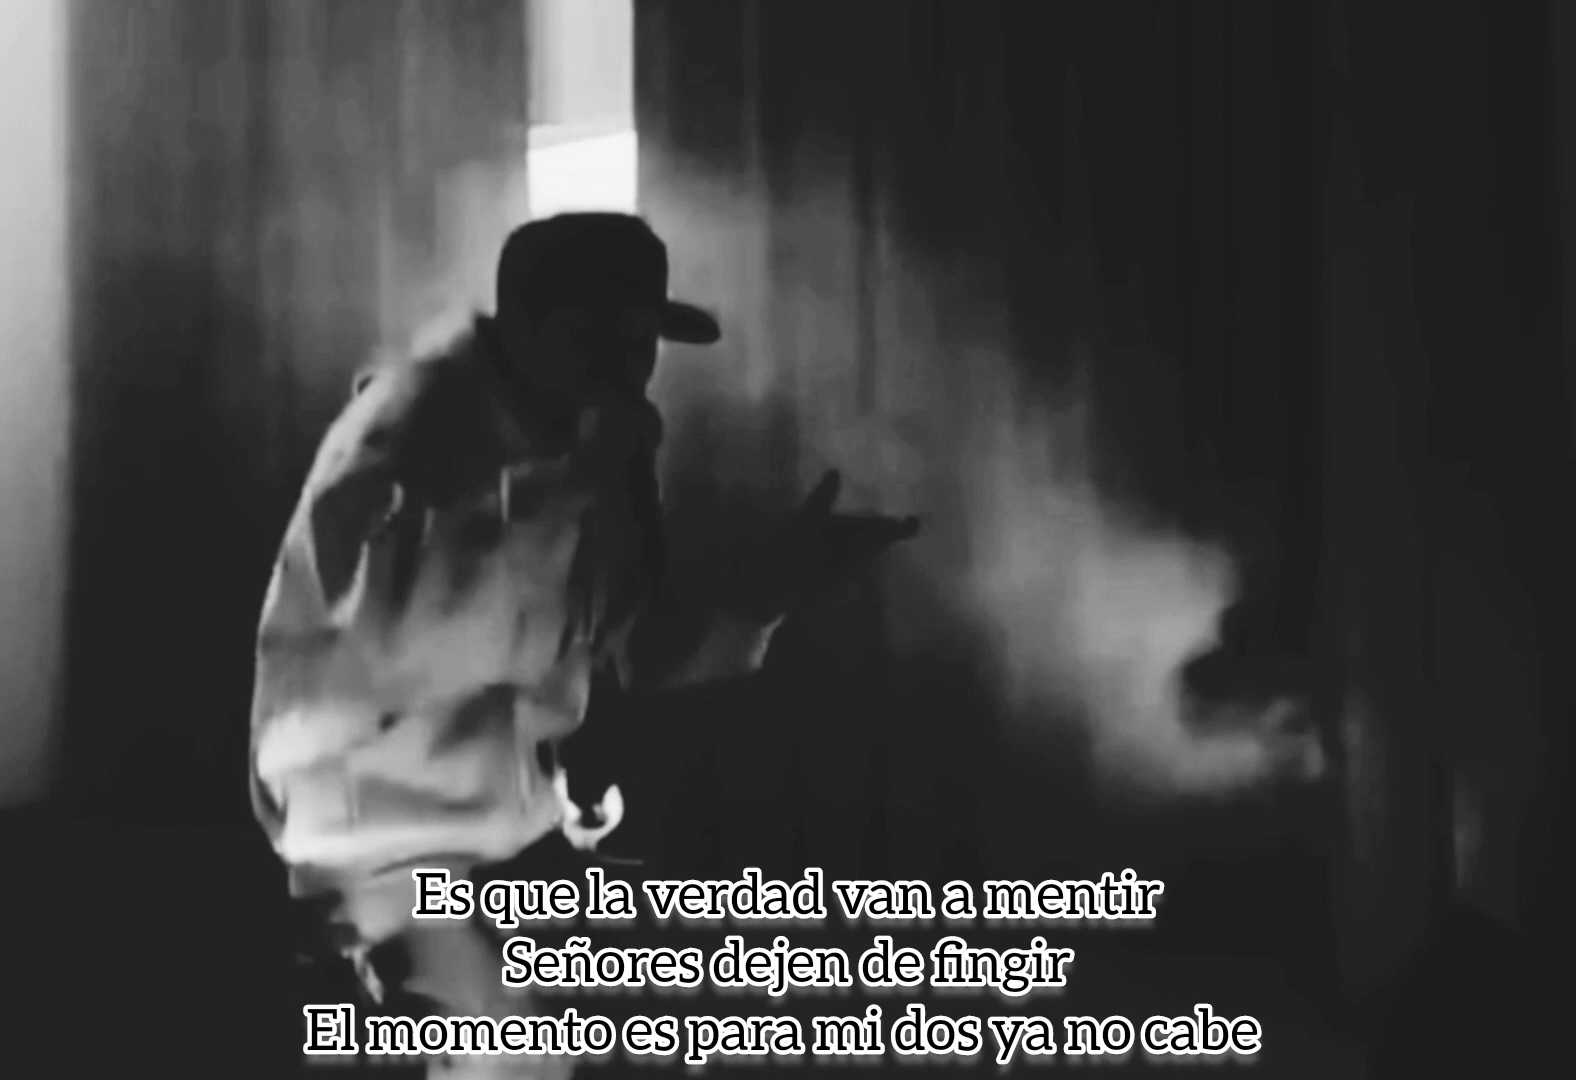 Es que la verdad van a mentir
Señores dejen de fingir
El momento es para mi dos ya no cabe